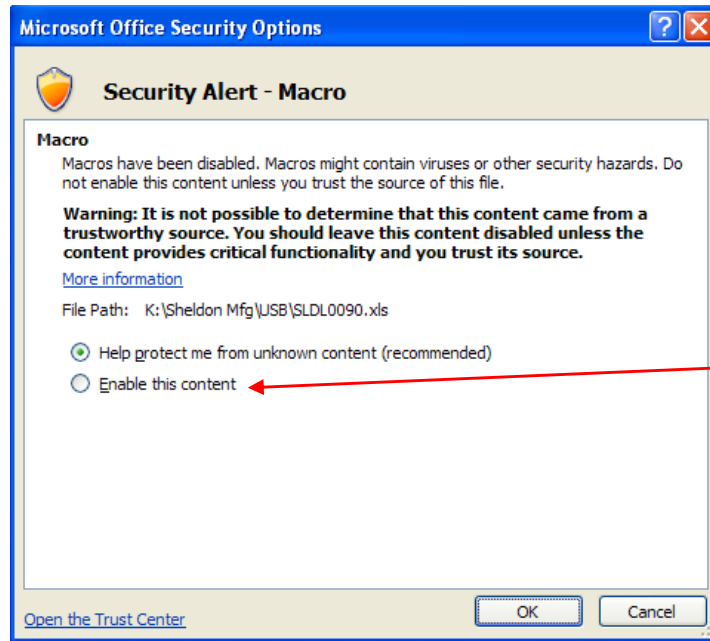 Microsoft Office Security Options
Security Alert - Macro
Macro
Macros have been disabled. Macros might contain viruses or other security hazards. Do
not enable this content unless you trust the source of this file.
Warning: It is not possible to determine that this content came from a
trustworthy source. You should leave this content disabled unless the
content provides critical functionality and you trust its source.
More information
File Path: K:\Sheldon Mfg\USB\SLDL0090.xls
Help protect me from unknown content (recommended)
Enable this content
Open the Trust Center
OK
Cancel